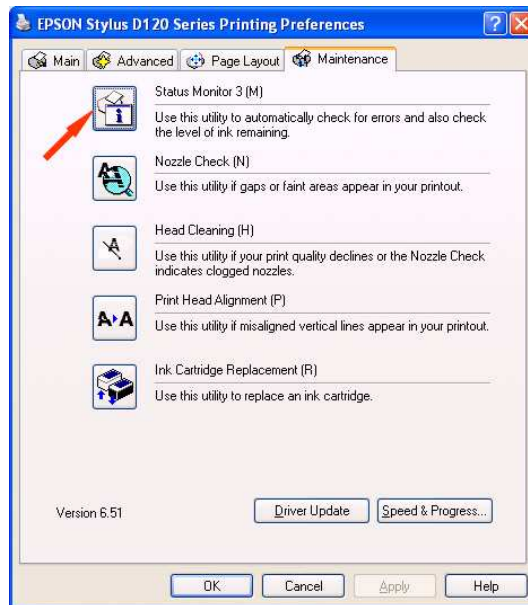 EPSON Stylus D120 Series Printing Preferences
Main
Advanced
Page Layout
Maintenance
Status Monitor 3 (M)
Use this utility to automatically check for errors and also check
the level of ink remaining.
Nozzle Check (N)
Use this utility if gaps or faint areas appear in your printout.
Head Cleaning (H)
Use this utility if your print quality declines or the Nozzle Check
indicates clogged nozzles.
Print Head Alignment (P)
Use this utility if misaligned vertical lines appear in your printout.
Ink Cartridge Replacement (R)
Use this utility to replace an ink cartridge.
Version 6.51
Driver Update
Speed & Progress...
OK
Cancel
Apply
Help